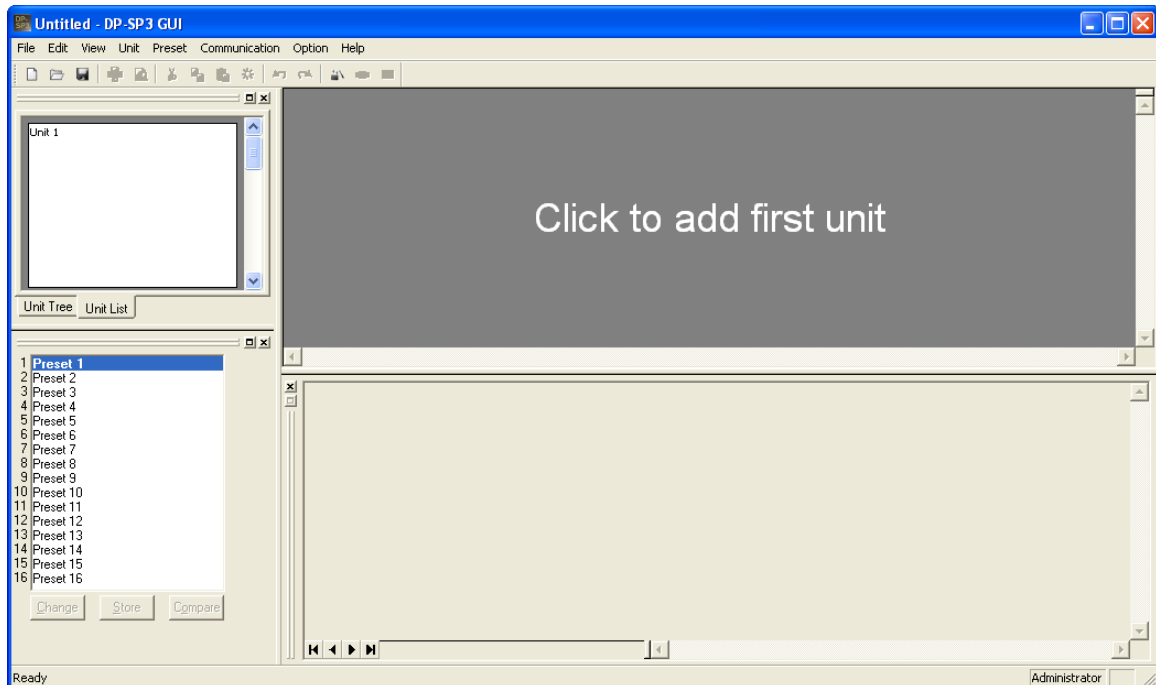 Untitled - DP-SP3 GUI
File Edit View Unit Preset Communication Option Help
Unit 1
Click to add first unit
Unit Tree Unit List
1 Preset 1
2 Preset 2
3 Preset 3
4 Preset 4
5 Preset 5
6 Preset 6
7 Preset 7
8 Preset 8
9 Preset 9
10 Preset 10
11 Preset 11
12 Preset 12
13 Preset 13
14 Preset 14
15 Preset 15
16 Preset 16
Change Store Compare
Ready Administrator